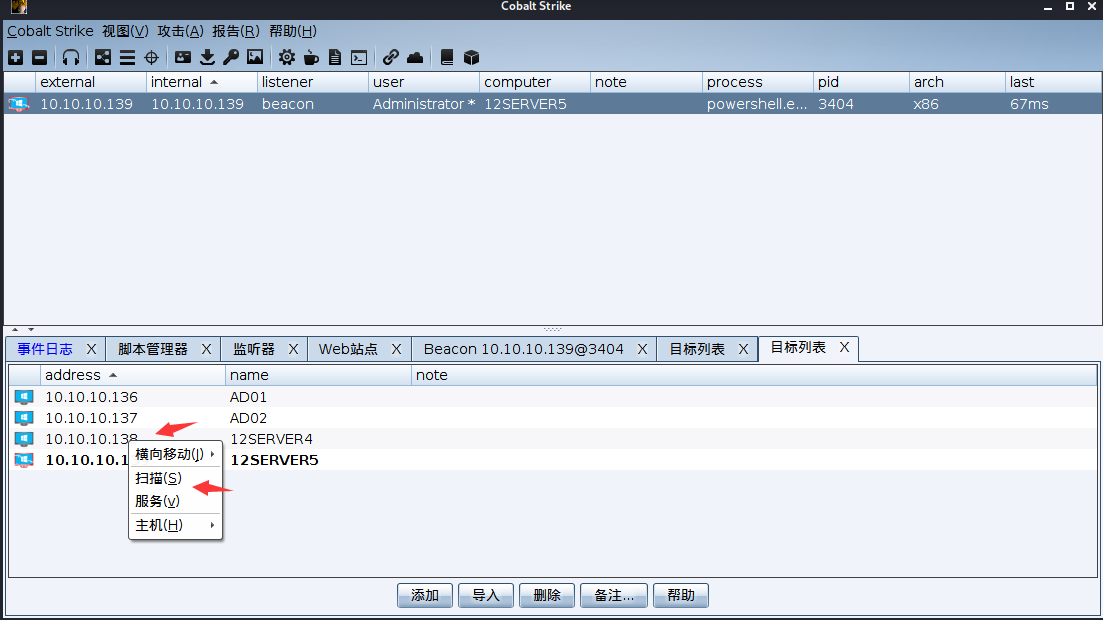 Cobalt Strike
Cobalt Strike 视图(V) 攻击(A) 报告(R) 帮助(H)
external internal listener user computer note process pid arch last
10.10.10.139 10.10.10.139 beacon Administrator * 12SERVER5 powershell.e... 3404 x86 67ms
事件日志 X 脚本管理器 X 监听器 X Web站点 X Beacon 10.10.10.139@3404 X 目标列表 X 目标列表 X
address name note
10.10.10.136 AD01
10.10.10.137 AD02
10.10.10.138 12SERVER4
10.10.10.1 12SERVER5
横向移动(J)
扫描(S)
服务(v)
主机(H)
添加 导入 删除 备注... 帮助